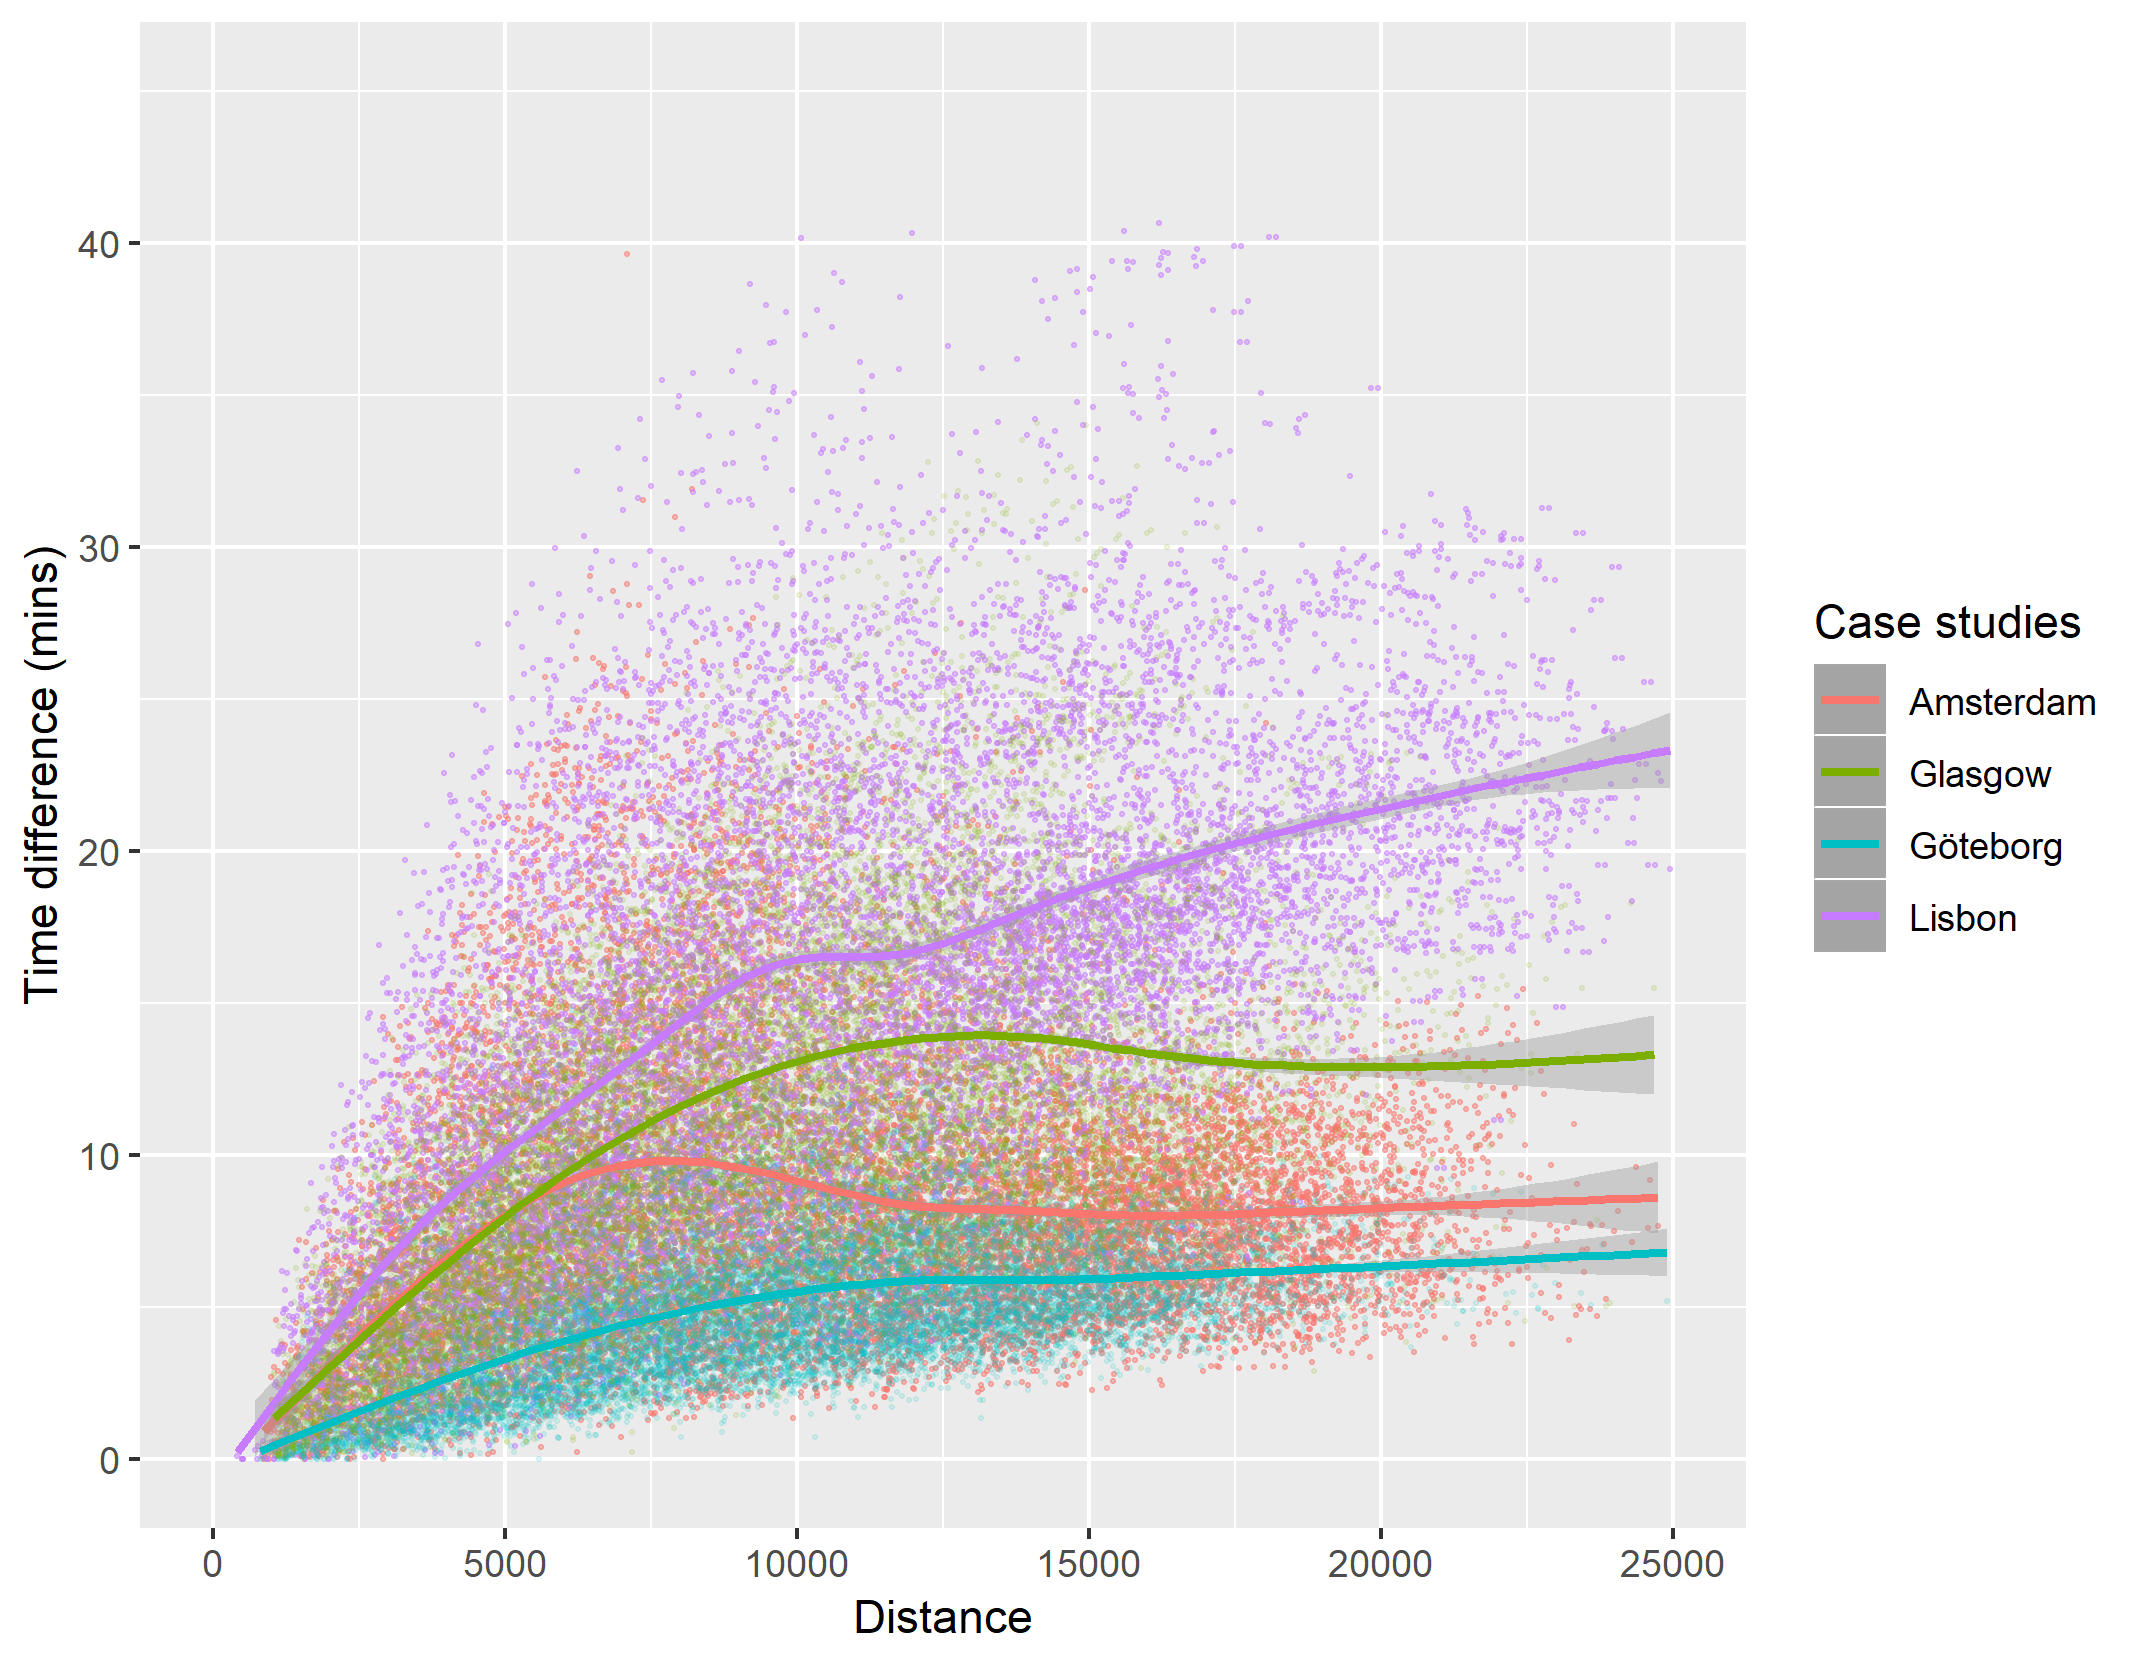 Time difference (mins)
40
30
20
10
0
0 5000 10000 15000 20000 25000
Distance
Case studies
Amsterdam
Glasgow
Göteborg
Lisbon